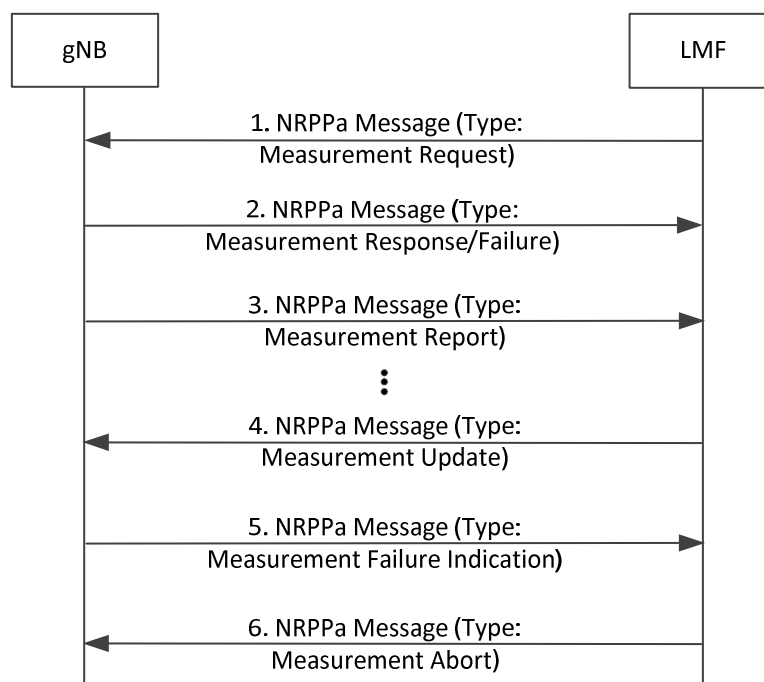 gNB
LMF
1. NRPPa Message (Type:
Measurement Request)
2. NRPPa Message (Type:
Measurement Response/Failure)
3. NRPPa Message (Type:
Measurement Report)
4. NRPPa Message (Type:
Measurement Update)
5. NRPPa Message (Type:
Measurement Failure Indication)
6. NRPPa Message (Type:
Measurement Abort)